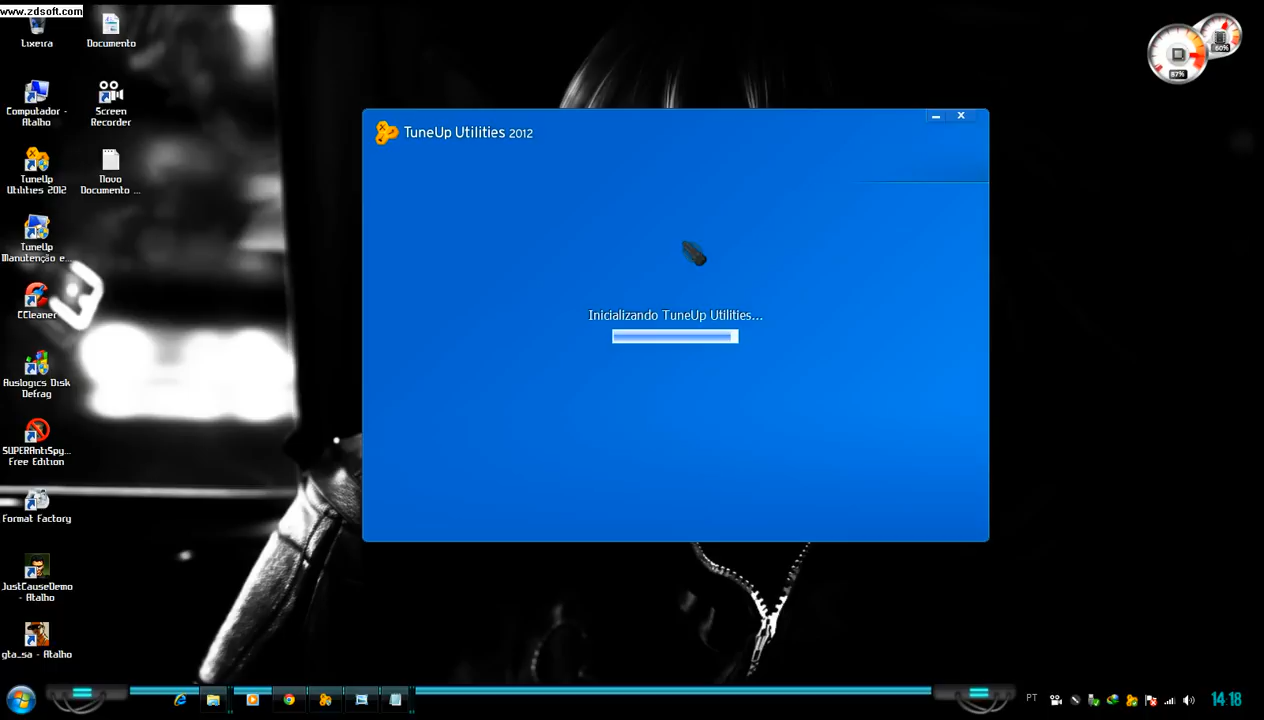 www.zdsoft.com
Lixeira
Documento
Computador -
Atalho
Screen
Recorder
TuneUp
Utilities 2012
Novo
Documento ...
TuneUp
Manutenção e...
CCleaner
Auslogics Disk
Defrag
SUPERAntiSpy...
Free Edition
Format Factory
JustCauseDemo
- Atalho
gta_sa - Atalho
TuneUp Utilities 2012
Inicializando TuneUp Utilities...
87%
60%
PT
14:18